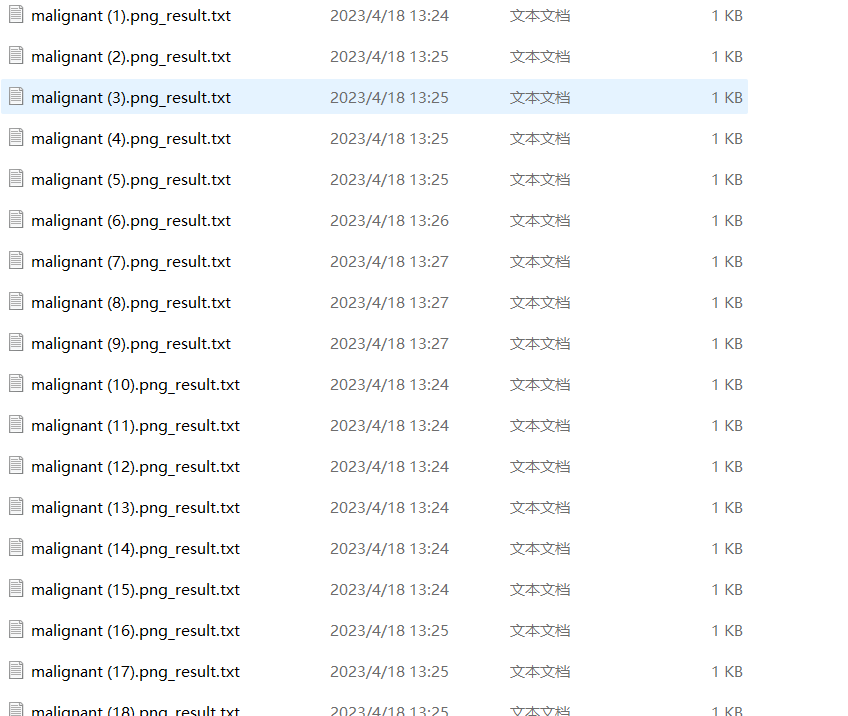 malignant (1).png_result.txt 2023/4/18 13:24 文本文档 1 KB
malignant (2).png_result.txt 2023/4/18 13:25 文本文档 1 KB
malignant (3).png_result.txt 2023/4/18 13:25 文本文档 1 KB
malignant (4).png_result.txt 2023/4/18 13:25 文本文档 1 KB
malignant (5).png_result.txt 2023/4/18 13:25 文本文档 1 KB
malignant (6).png_result.txt 2023/4/18 13:26 文本文档 1 KB
malignant (7).png_result.txt 2023/4/18 13:27 文本文档 1 KB
malignant (8).png_result.txt 2023/4/18 13:27 文本文档 1 KB
malignant (9).png_result.txt 2023/4/18 13:27 文本文档 1 KB
malignant (10).png_result.txt 2023/4/18 13:24 文本文档 1 KB
malignant (11).png_result.txt 2023/4/18 13:24 文本文档 1 KB
malignant (12).png_result.txt 2023/4/18 13:24 文本文档 1 KB
malignant (13).png_result.txt 2023/4/18 13:24 文本文档 1 KB
malignant (14).png_result.txt 2023/4/18 13:24 文本文档 1 KB
malignant (15).png_result.txt 2023/4/18 13:24 文本文档 1 KB
malignant (16).png_result.txt 2023/4/18 13:25 文本文档 1 KB
malignant (17).png_result.txt 2023/4/18 13:25 文本文档 1 KB
malignant (18).png_result.txt 2023/4/18 13:25 文本文档 1 KB